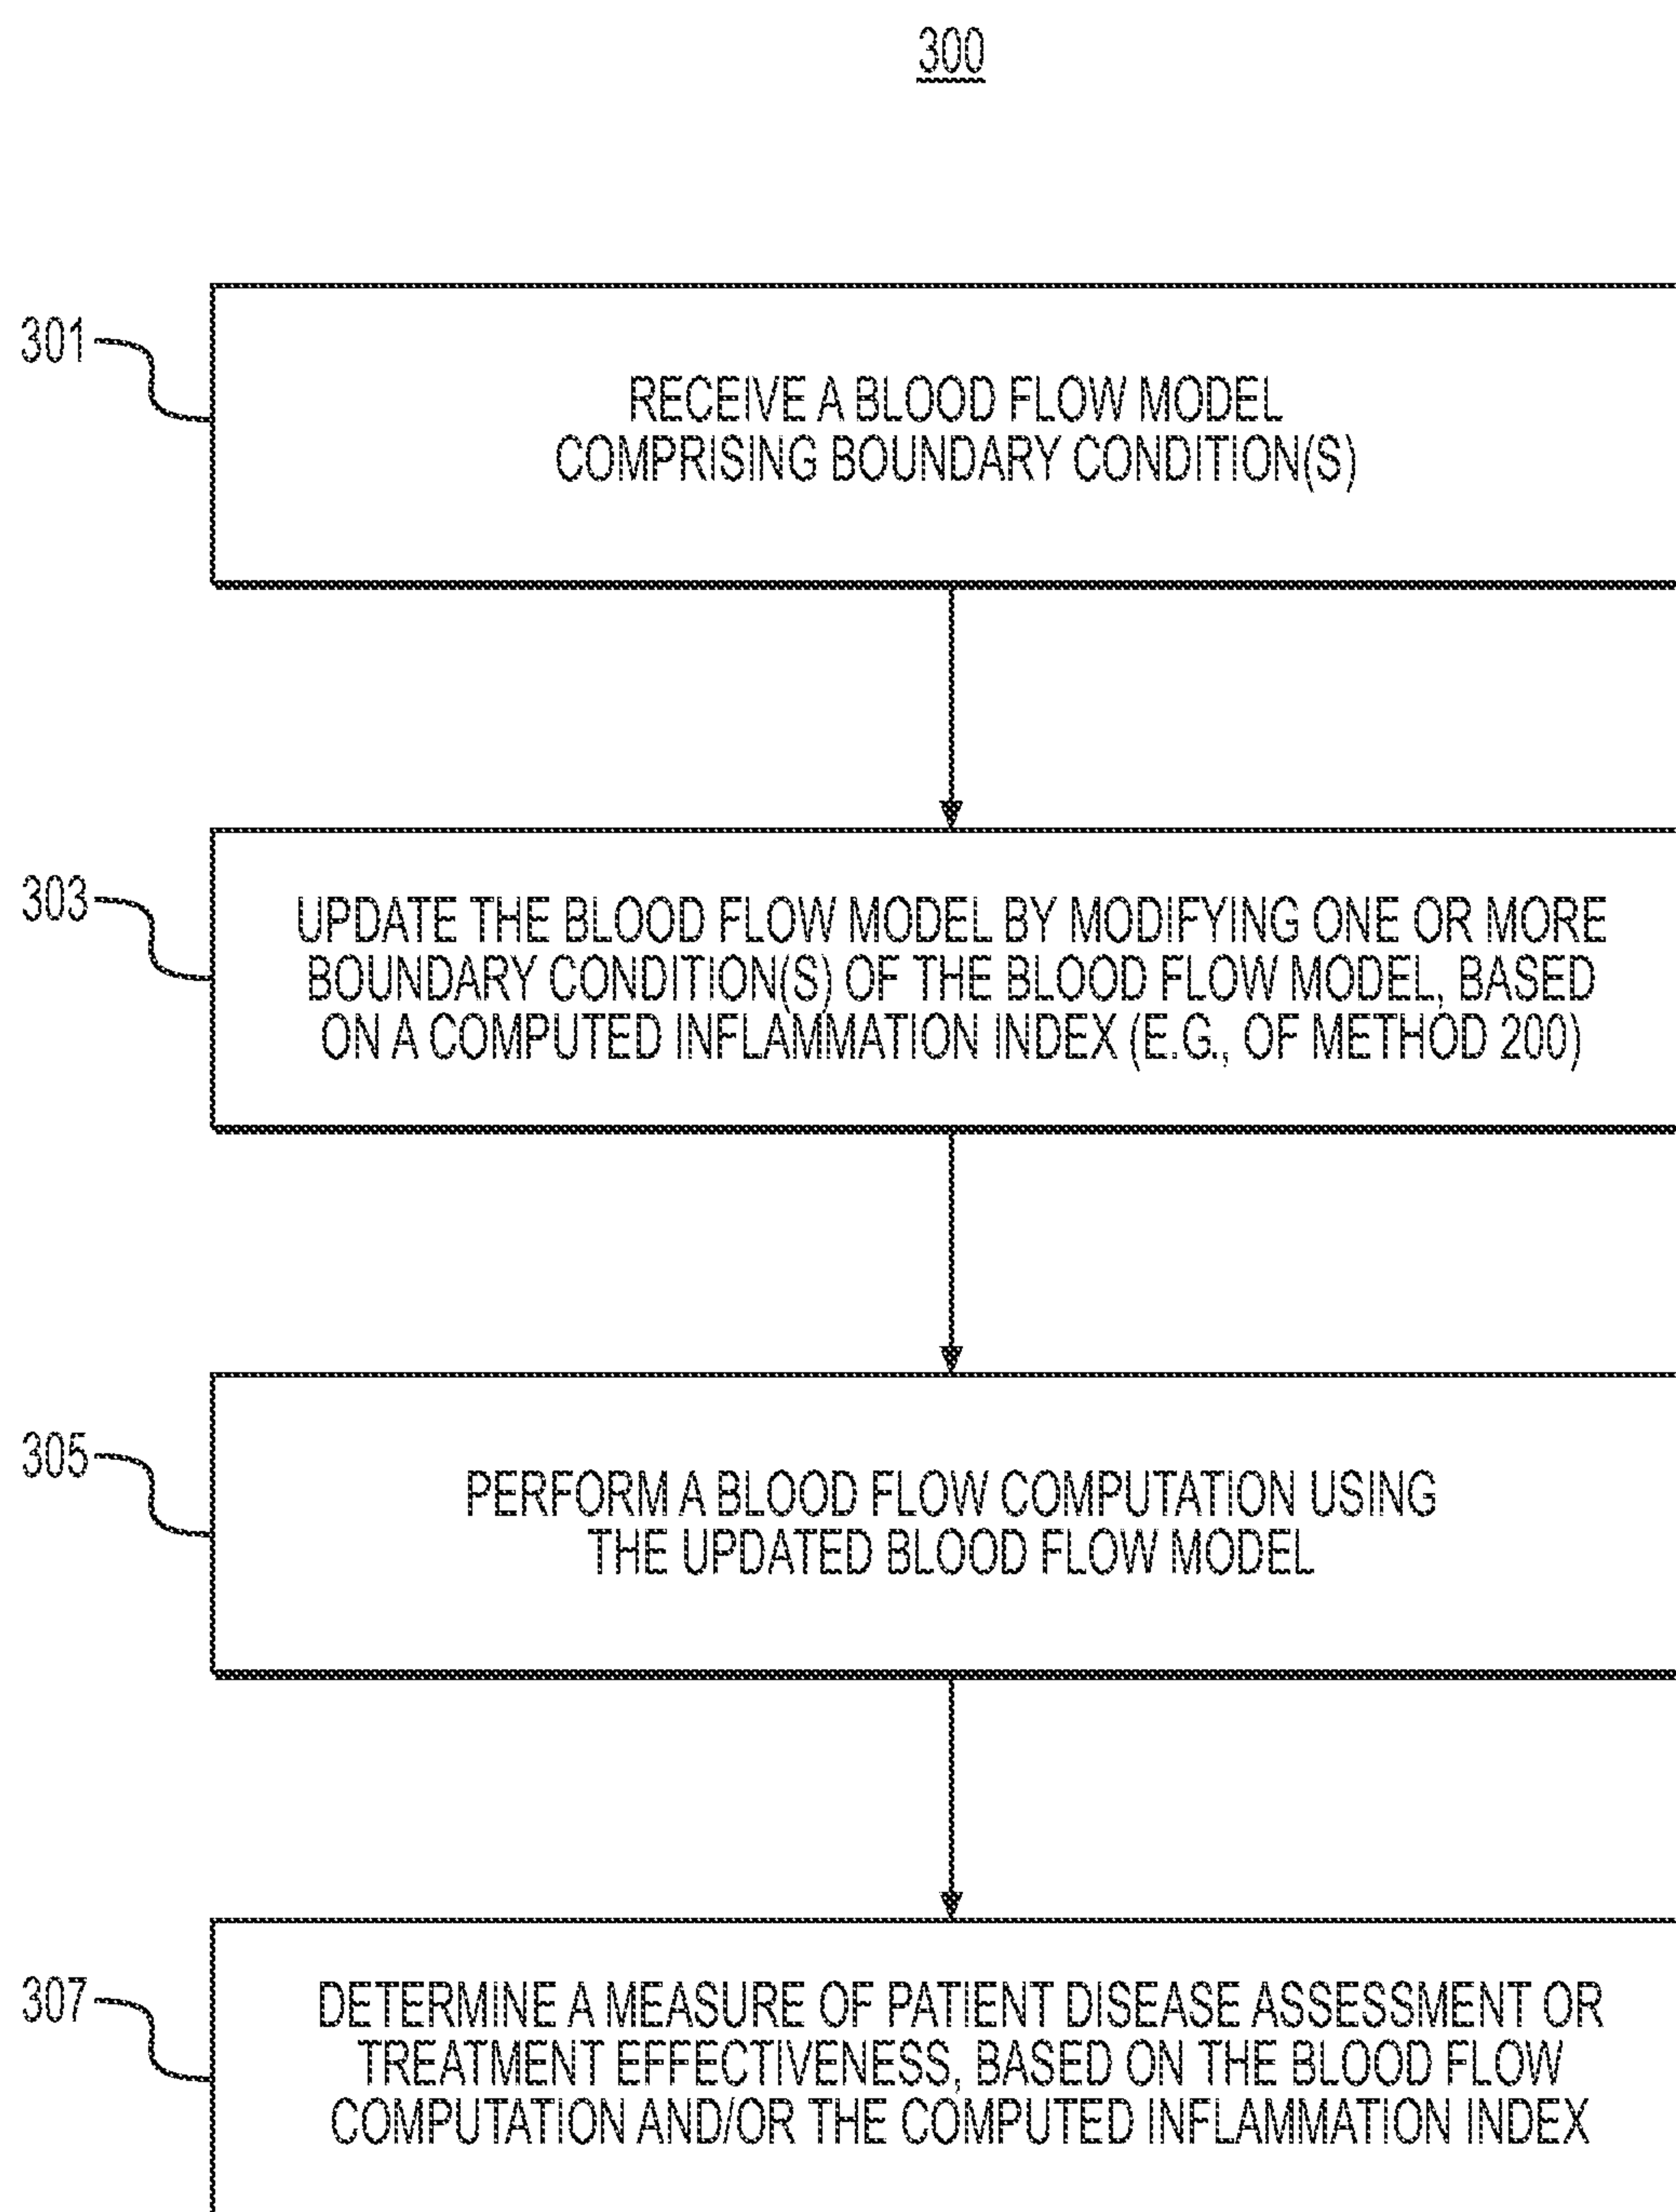 300
301
RECEIVE A BLOOD FLOW MODEL
COMPRISING BOUNDARY CONDITION(S)
303
UPDATE THE BLOOD FLOW MODEL BY MODIFYING ONE OR MORE
BOUNDARY CONDITION(S) OF THE BLOOD FLOW MODEL, BASED
ON A COMPUTED INFLAMMATION INDEX (E.G., OF METHOD 200)
305
PERFORM A BLOOD FLOW COMPUTATION USING
THE UPDATED BLOOD FLOW MODEL
307
DETERMINE A MEASURE OF PATIENT DISEASE ASSESSMENT OR
TREATMENT EFFECTIVENESS, BASED ON THE BLOOD FLOW
COMPUTATION AND/OR THE COMPUTED INFLAMMATION INDEX